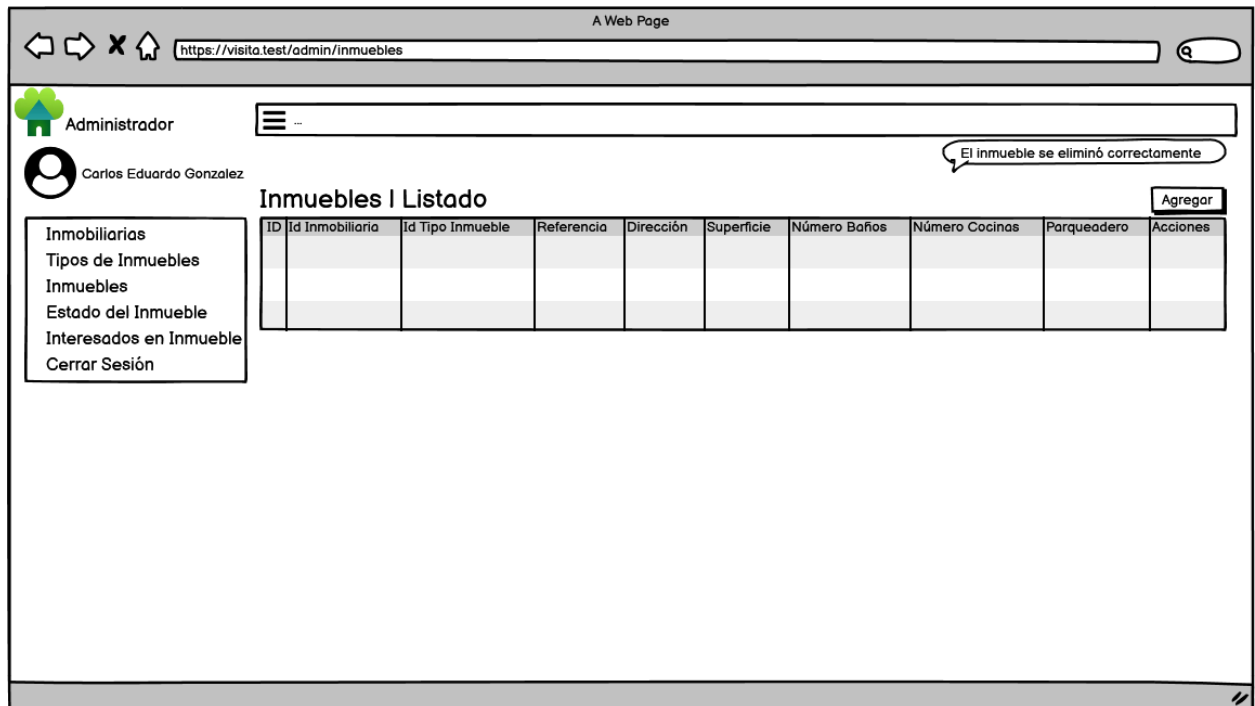 A Web Page
https://visita.test/admin/inmuebles
Administrador
...
El inmueble se eliminó correctamente
Carlos Eduardo Gonzalez
Inmuebles | Listado
Agregar
ID Id Inmobiliaria Id Tipo Inmueble Referencia Dirección Superficie Número Baños Número Cocinas Parqueadero Acciones
Inmobiliarias
Tipos de Inmuebles
Inmuebles
Estado del Inmueble
Interesados en Inmueble
Cerrar Sesión